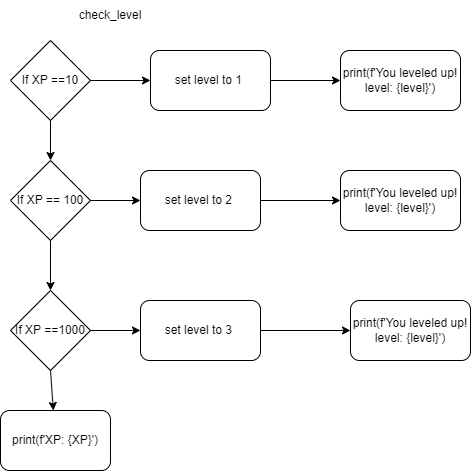 check_level
If XP ==10
set level to 1
print(f'You leveled up!
level: {level}')
If XP == 100
set level to 2
print(f'You leveled up!
level: {level}')
If XP ==1000
set level to 3
print(f'You leveled up!
level: {level}')
print(f'XP: {XP}')